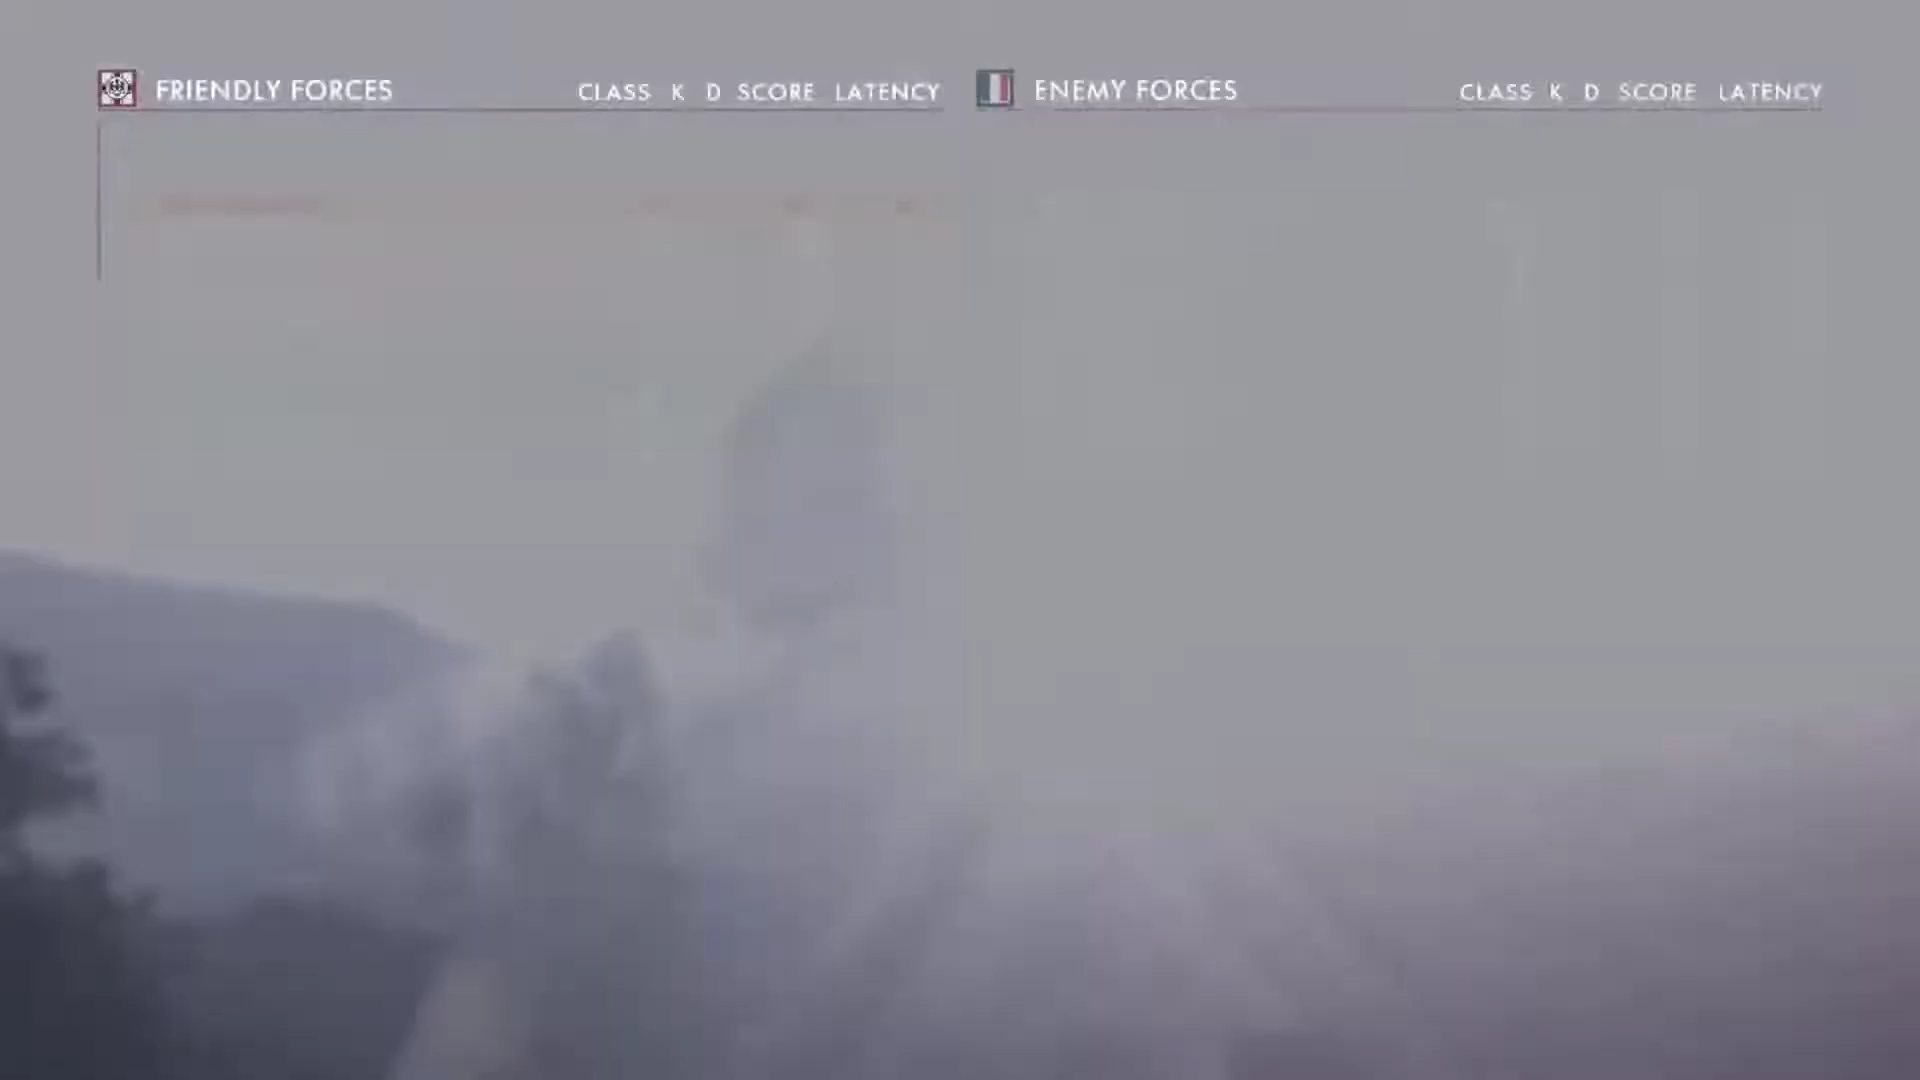 FRIENDLY FORCES CLASS K D SCORE LATENCY
ENEMY FORCES CLASS K D SCORE LATENCY